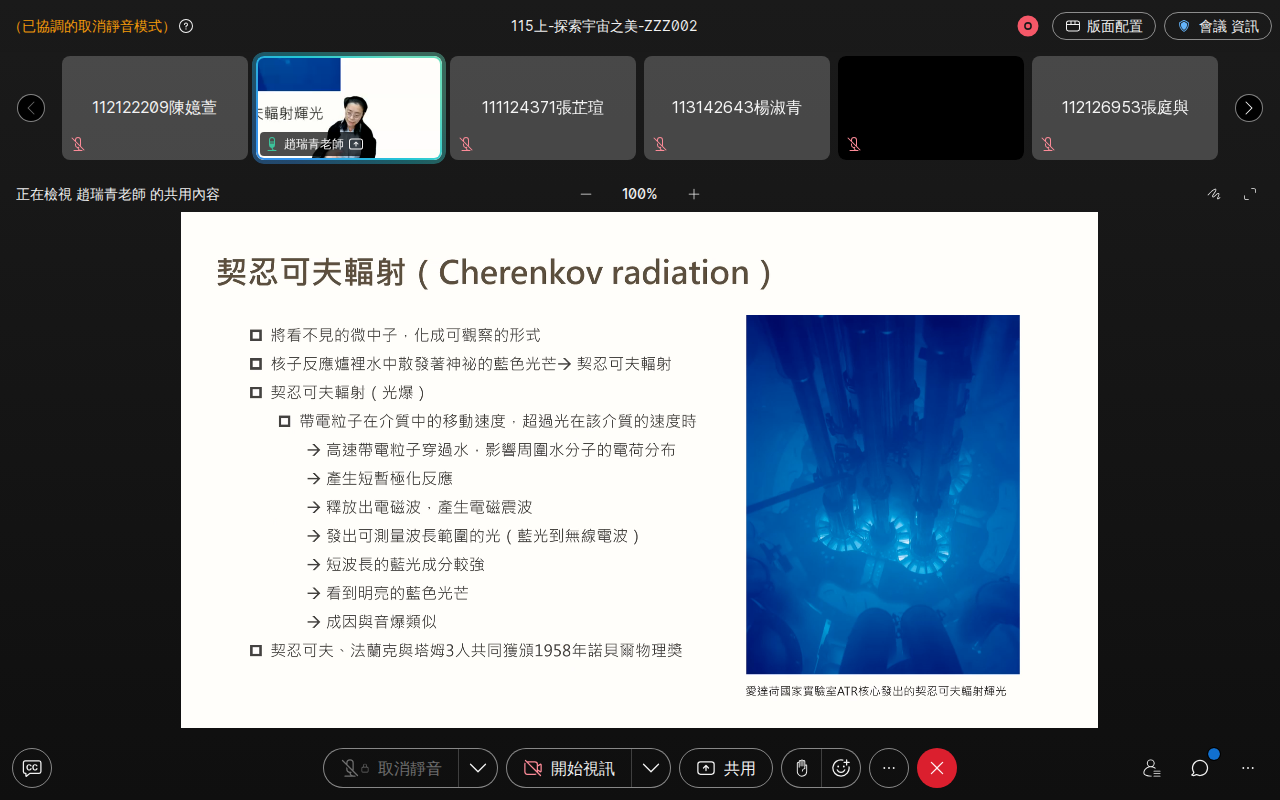 （已協調的取消靜音模式）
115上-探索宇宙之美-ZZZ002
版面配置
會議 資訊
112122209陳嬑萱
輻射輝光
趙瑞青老師
111124371張芷瑄
113142643楊淑青
112126953張庭與
正在檢視 趙瑞青老師 的共用內容
100%
契忍可夫輻射（Cherenkov radiation）
將看不見的微中子，化成可觀察的形式
核子反應爐裡水中散發著神祕的藍色光芒→ 契忍可夫輻射
契忍可夫輻射（光爆）
帶電粒子在介質中的移動速度，超過光在該介質的速度時
→ 高速帶電粒子穿過水，影響周圍水分子的電荷分布
→ 產生短暫極化反應
→ 釋放出電磁波，產生電磁震波
→ 發出可測量波長範圍的光（藍光到無線電波）
→ 短波長的藍光成分較強
→ 看到明亮的藍色光芒
→ 成因與音爆類似
契忍可夫、法蘭克與塔姆3人共同獲頒1958年諾貝爾物理獎
愛達荷國家實驗室ATR核心發出的契忍可夫輻射輝光
CC
取消靜音
開始視訊
共用